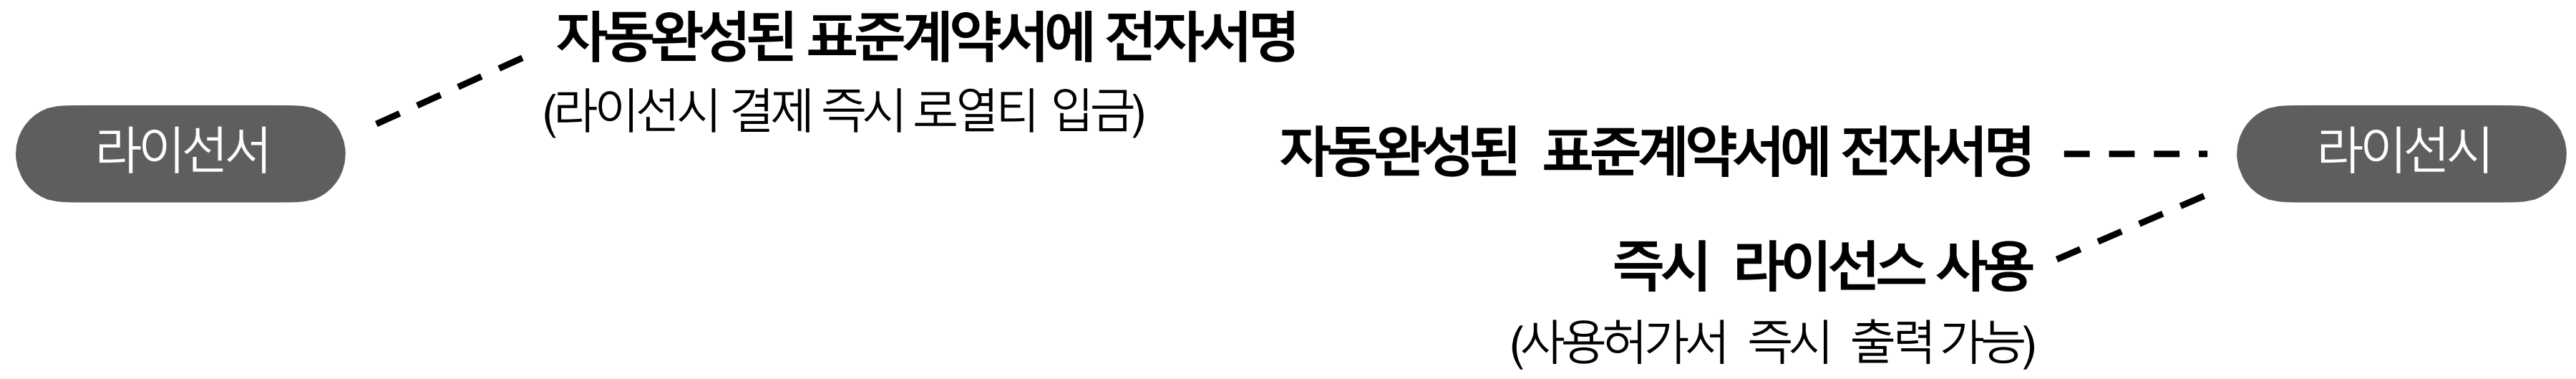 자동완성된 표준계약서에 전자서명
(라이선시 결제 즉시 로열티 입금)
라이선서
자동완성된 표준계약서에 전자서명
라이선시
즉시 라이선스 사용
(사용허가서 즉시 출력 가능)